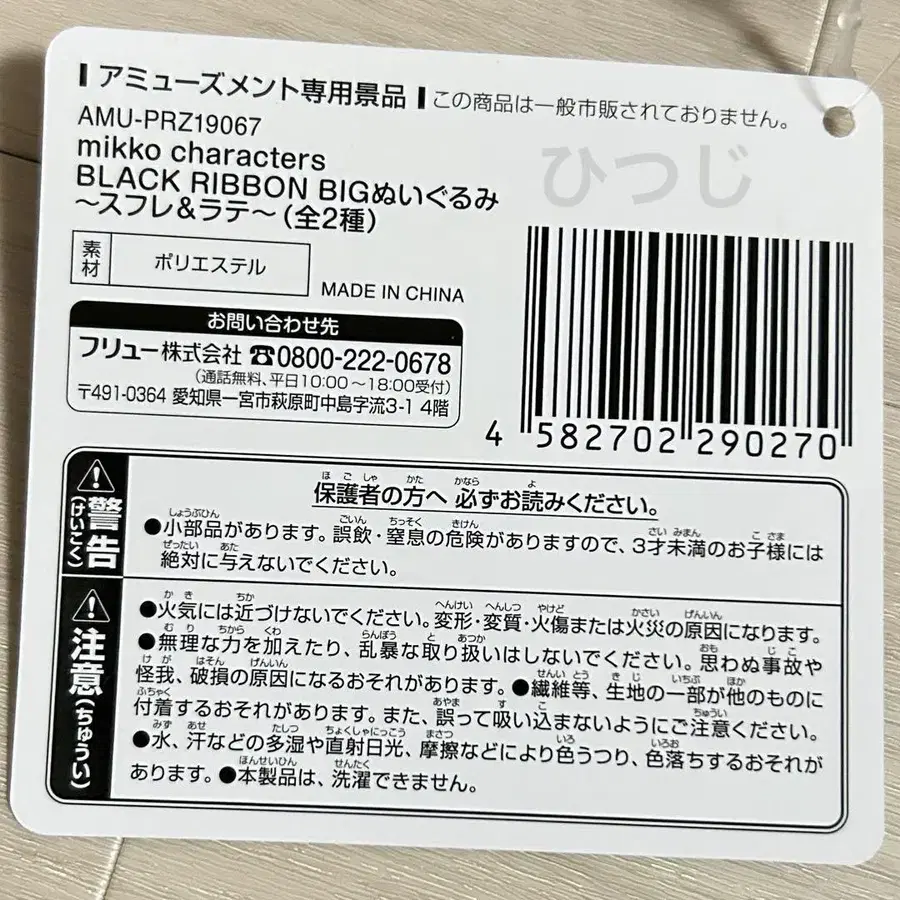 アミューズメント専用景品 この商品は一般市販されておりません。
AMU-PRZ19067
mikko characters
BLACK RIBBON BIGぬいぐるみ
〜スフレ&ラテ〜(全2種)
ひつじ
素材 ポリエステル
MADE IN CHINA
お問い合わせ先
フリュー株式会社 ☎0800-222-0678
(通話無料、平日10:00〜18:00受付)
〒491-0364 愛知県一宮市萩原町中島字流3-1 4階
4 582702 290270
警告(けいこく)
保護者の方へ 必ずお読みください。
●小部品があります。誤飲・窒息の危険がありますので、3才未満のお子様には
絶対に与えないでください。
注意(ちゅうい)
●火気には近づけないでください。変形・変質・火傷または火災の原因になります。
●無理な力を加えたり、乱暴な取り扱いはしないでください。思わぬ事故や
怪我、破損の原因になるおそれがあります。●繊維等、生地の一部が他のものに
付着するおそれがあります。また、誤って吸い込まないようにご注意ください。
●水、汗などの多湿や直射日光、摩擦などにより色うつり、色落ちするおそれが
あります。●本製品は、洗濯できません。